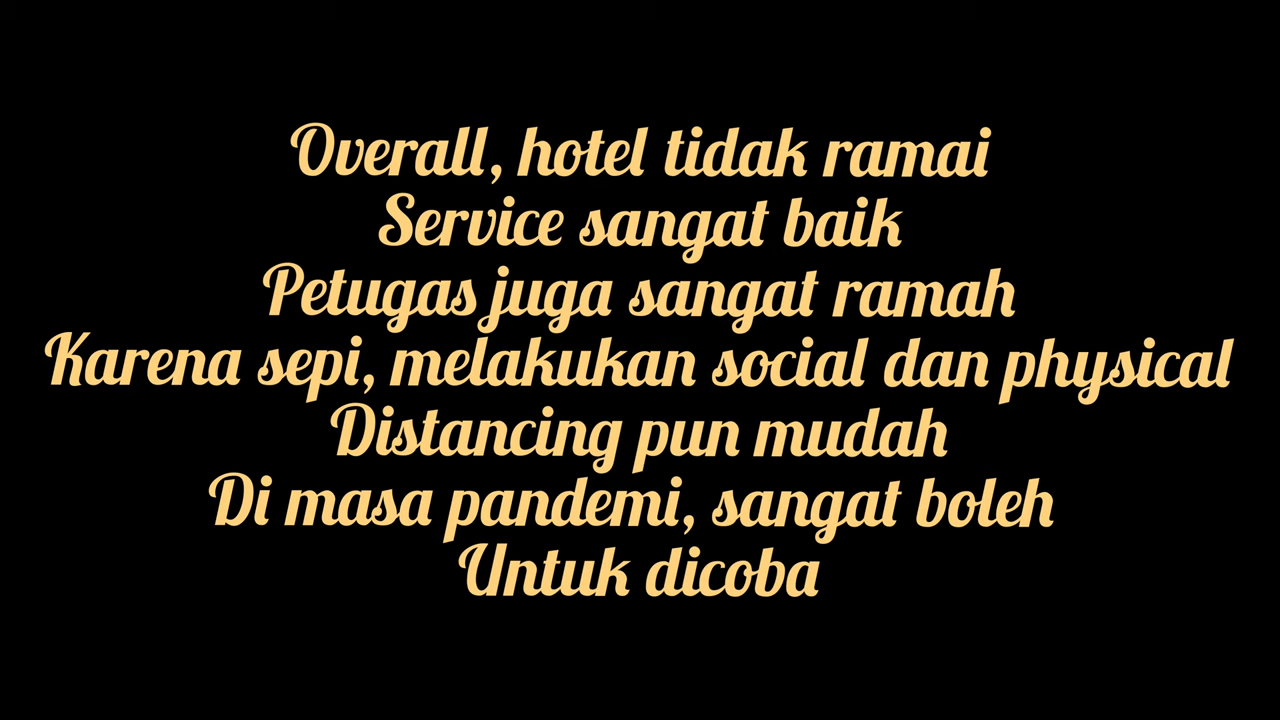 Overall, hotel tidak ramai
Service sangat baik
Petugas juga sangat ramah
Karena sepi, melakukan social dan physical
Distancing pun mudah
Di masa pandemi, sangat boleh
Untuk dicoba